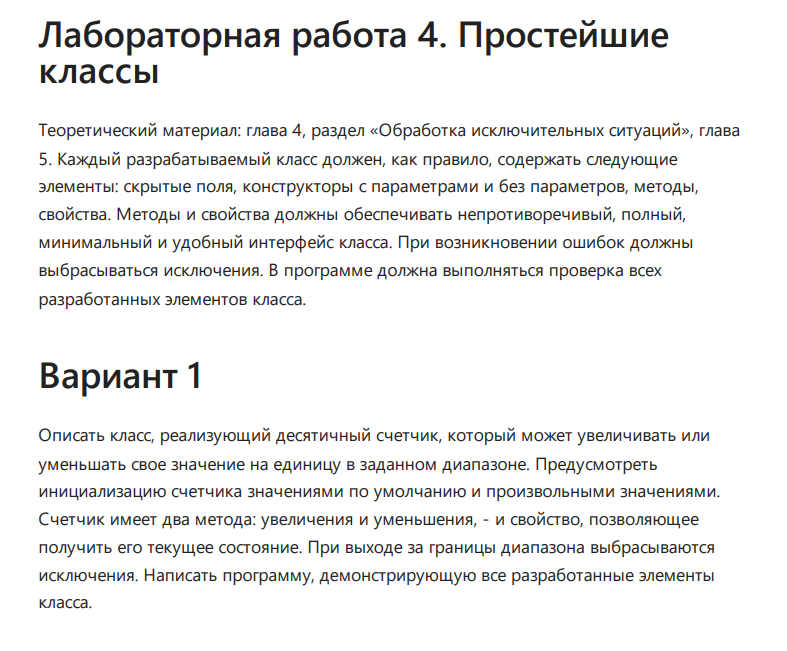 Лабораторная работа 4. Простейшие
классы
Теоретический материал: глава 4, раздел «Обработка исключительных ситуаций», глава
5. Каждый разрабатываемый класс должен, как правило, содержать следующие
элементы: скрытые поля, конструкторы с параметрами и без параметров, методы,
свойства. Методы и свойства должны обеспечивать непротиворечивый, полный,
минимальный и удобный интерфейс класса. При возникновении ошибок должны
выбрасываться исключения. В программе должна выполняться проверка всех
разработанных элементов класса.
Вариант 1
Описать класс, реализующий десятичный счетчик, который может увеличивать или
уменьшать свое значение на единицу в заданном диапазоне. Предусмотреть
инициализацию счетчика значениями по умолчанию и произвольными значениями.
Счетчик имеет два метода: увеличения и уменьшения, - и свойство, позволяющее
получить его текущее состояние. При выходе за границы диапазона выбрасываются
исключения. Написать программу, демонстрирующую все разработанные элементы
класса.